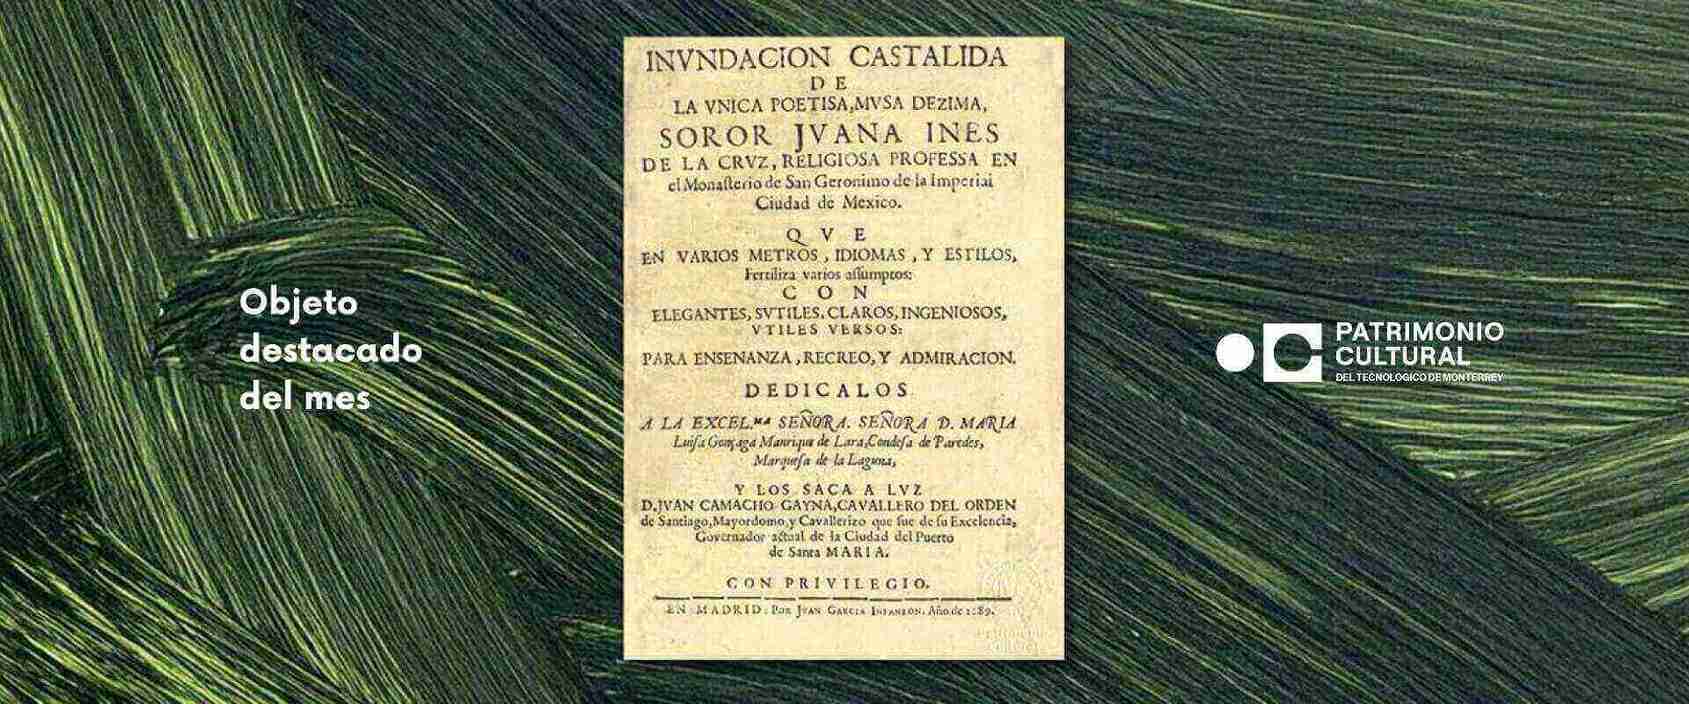 Objeto
destacado
del mes
INVNDACION CASTALIDA
DE
LA VNICA POETISA, MVSA DEZIMA,
SOROR JVANA INES
DE LA CRVZ, RELIGIOSA PROFESSA EN
el Monaſterio de San Geronimo de la Imperial
Ciudad de Mexico.
QVE
EN VARIOS METROS, IDIOMAS, Y ESTILOS,
Fertiliza varios aſſumptos:
CON
ELEGANTES, SVTILES, CLAROS, INGENIOSOS,
VTILES VERSOS:
PARA ENSENANZA, RECREO, Y ADMIRACION.
DEDICALOS
A LA EXCEL.MA SEÑORA. SEÑORA D. MARIA
Luiſa Gonçaga Manrique de Lara, Condeſa de Paredes,
Marqueſa de la Laguna,
Y LOS SACA A LVZ
D. JVAN CAMACHO GAYNA, CAVALLERO DEL ORDEN
de Santiago, Mayordomo, y Cavallerizo que fue de ſu Excelencia,
Governador actual de la Ciudad del Puerto
de Santa MARIA.
CON PRIVILEGIO.
EN MADRID: POR JVAN GARCIA INFANZON. Año de 1689.
PATRIMONIO
CULTURAL
DEL TECNOLOGICO DE MONTERREY